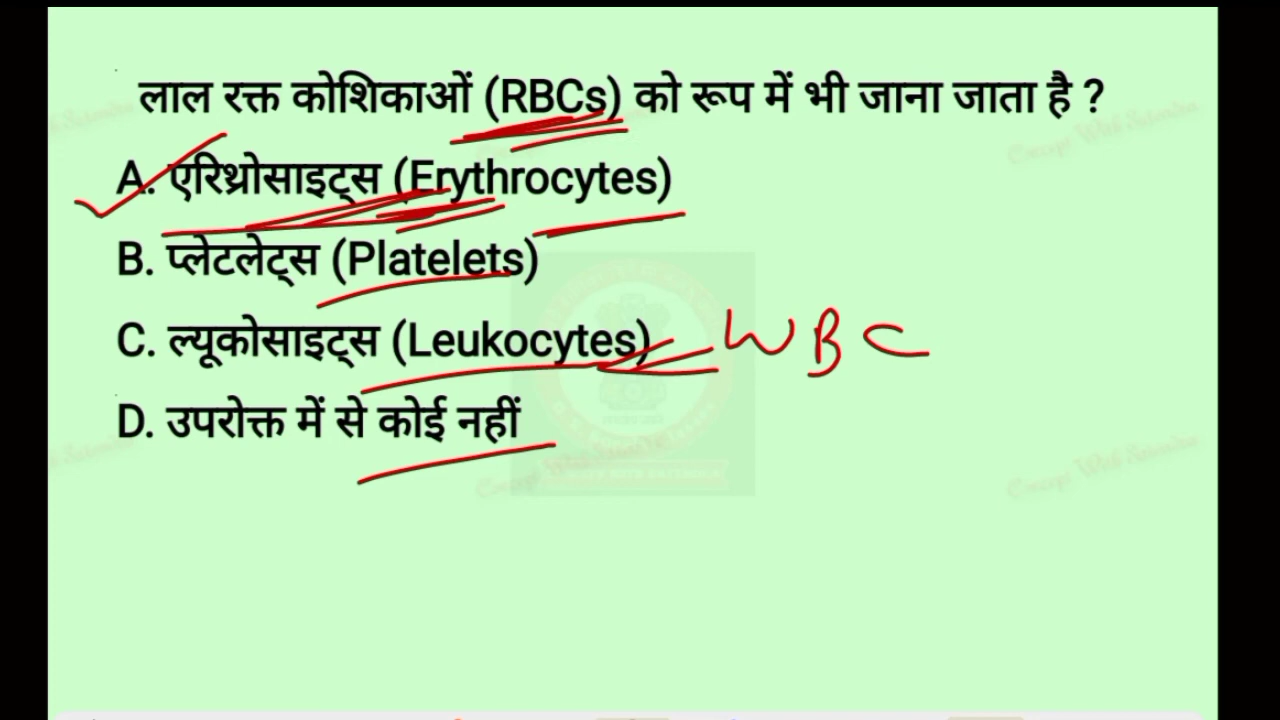 लाल रक्त कोशिकाओं (RBCs) को रूप में भी जाना जाता है ?
A. एरिथ्रोसाइट्स (Erythrocytes)
B. प्लेटलेट्स (Platelets)
C. ल्यूकोसाइट्स (Leukocytes) WBC
D. उपरोक्त में से कोई नहीं